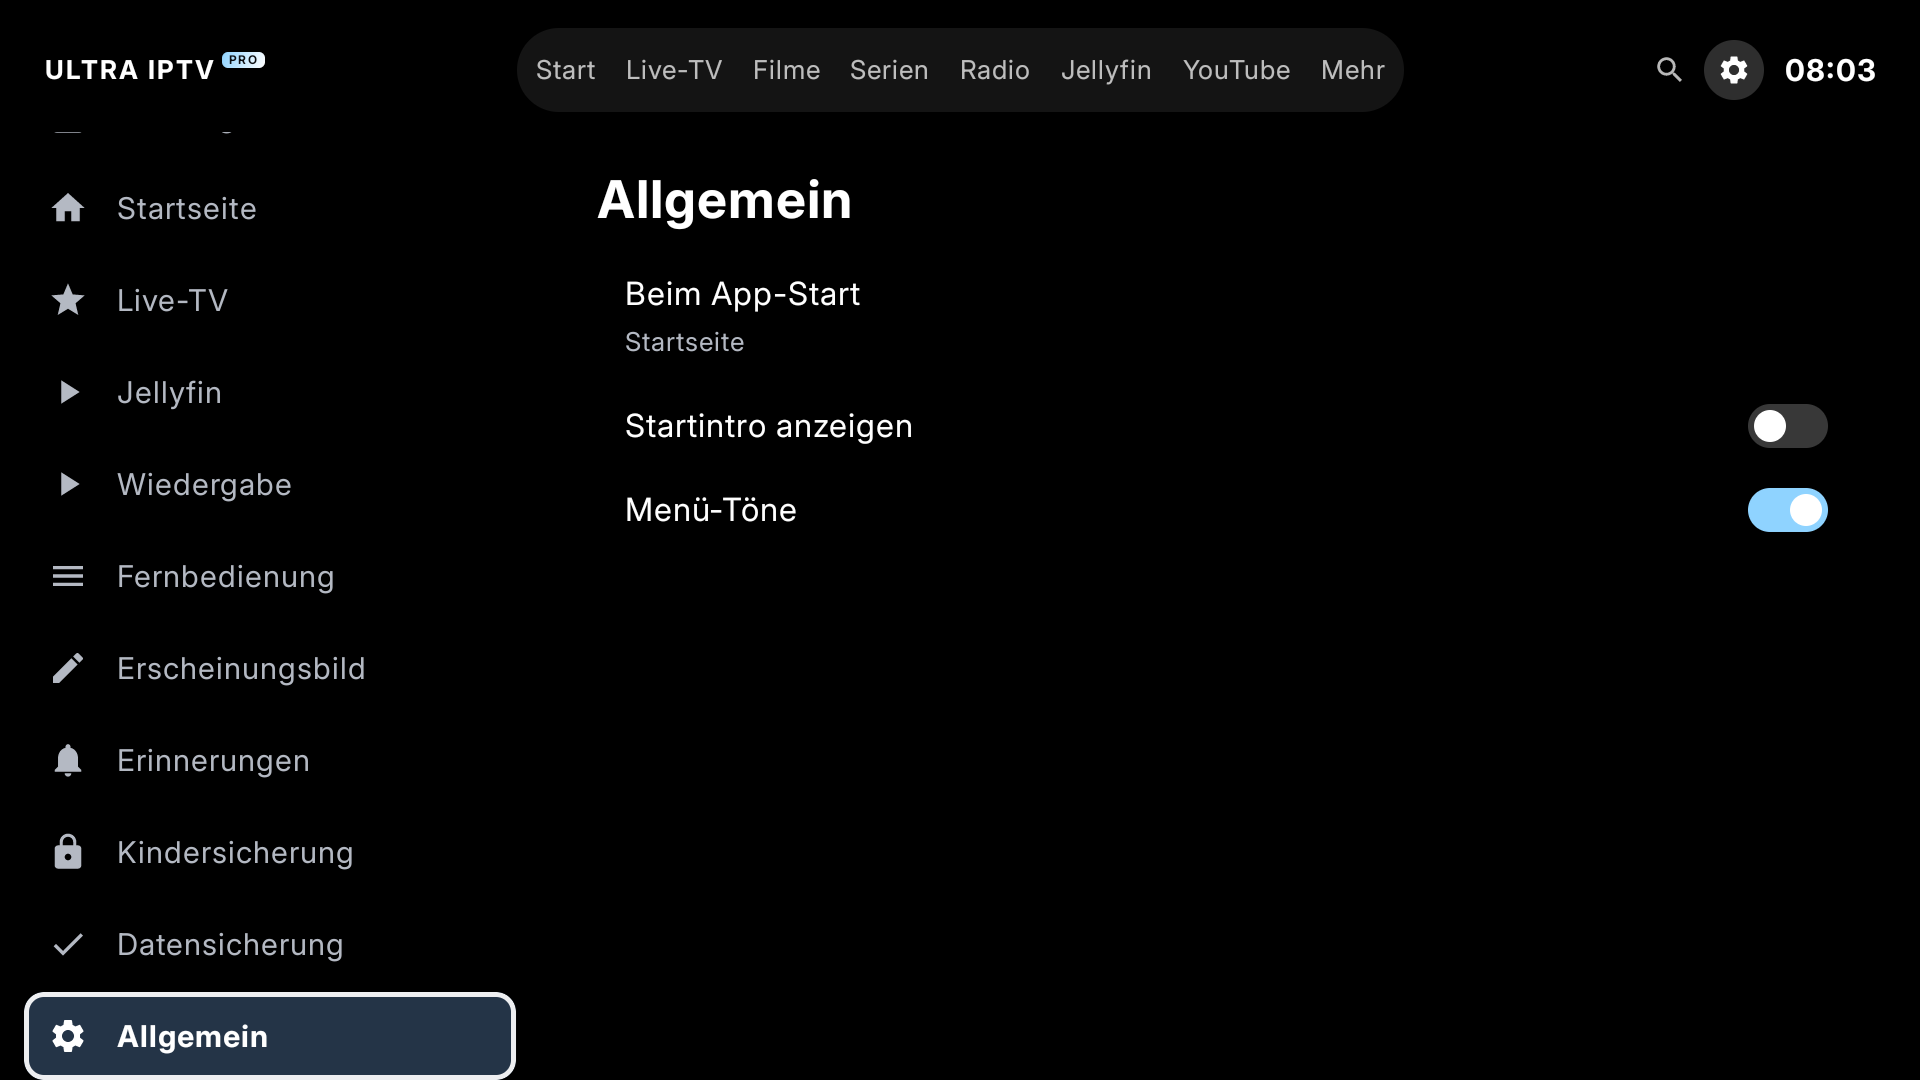 ULTRA IPTV PRO
Start Live-TV Filme Serien Radio Jellyfin YouTube Mehr
08:03
Startseite
Live-TV
Jellyfin
Wiedergabe
Fernbedienung
Erscheinungsbild
Erinnerungen
Kindersicherung
Datensicherung
Allgemein
Allgemein
Beim App-Start
Startseite
Startintro anzeigen
Menü-Töne